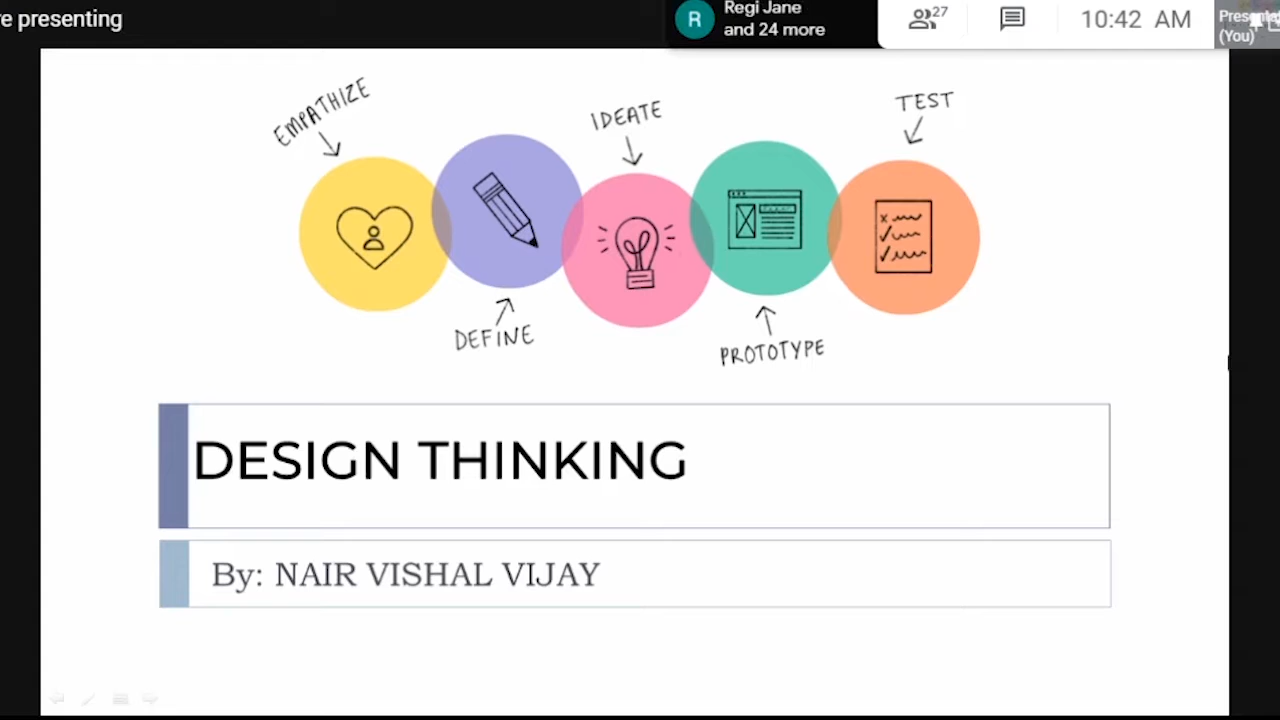 e presenting
R
Regi Jane
and 24 more
27
10:42 AM
(You)
EMPATHIZE
IDEATE
TEST
DEFINE
PROTOTYPE
DESIGN THINKING
By: NAIR VISHAL VIJAY